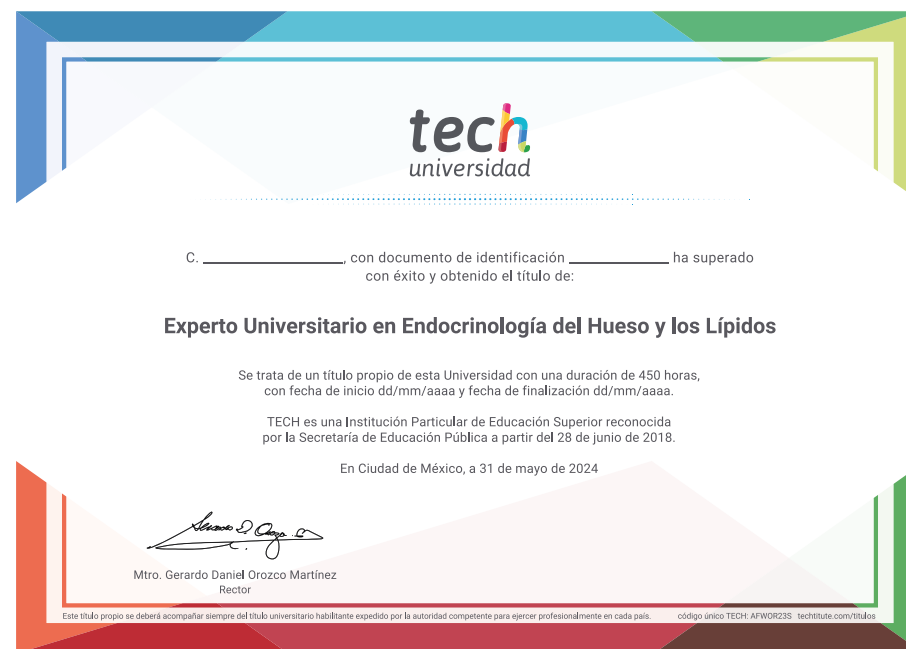 tech
universidad
C. ____________, con documento de identificación ____________ ha superado
con éxito y obtenido el título de:
Experto Universitario en Endocrinología del Hueso y los Lípidos
Se trata de un título propio de esta Universidad con una duración de 450 horas,
con fecha de inicio dd/mm/aaaa y fecha de finalización dd/mm/aaaa.
TECH es una Institución Particular de Educación Superior reconocida
por la Secretaría de Educación Pública a partir del 28 de junio de 2018.
En Ciudad de México, a 31 de mayo de 2024
Mtro. Gerardo Daniel Orozco Martínez
Rector
Este título propio se deberá acompañar siempre del título universitario habilitante expedido por la autoridad competente para ejercer profesionalmente en cada país. código único TECH: AFWOR23S techtitute.com/titulos